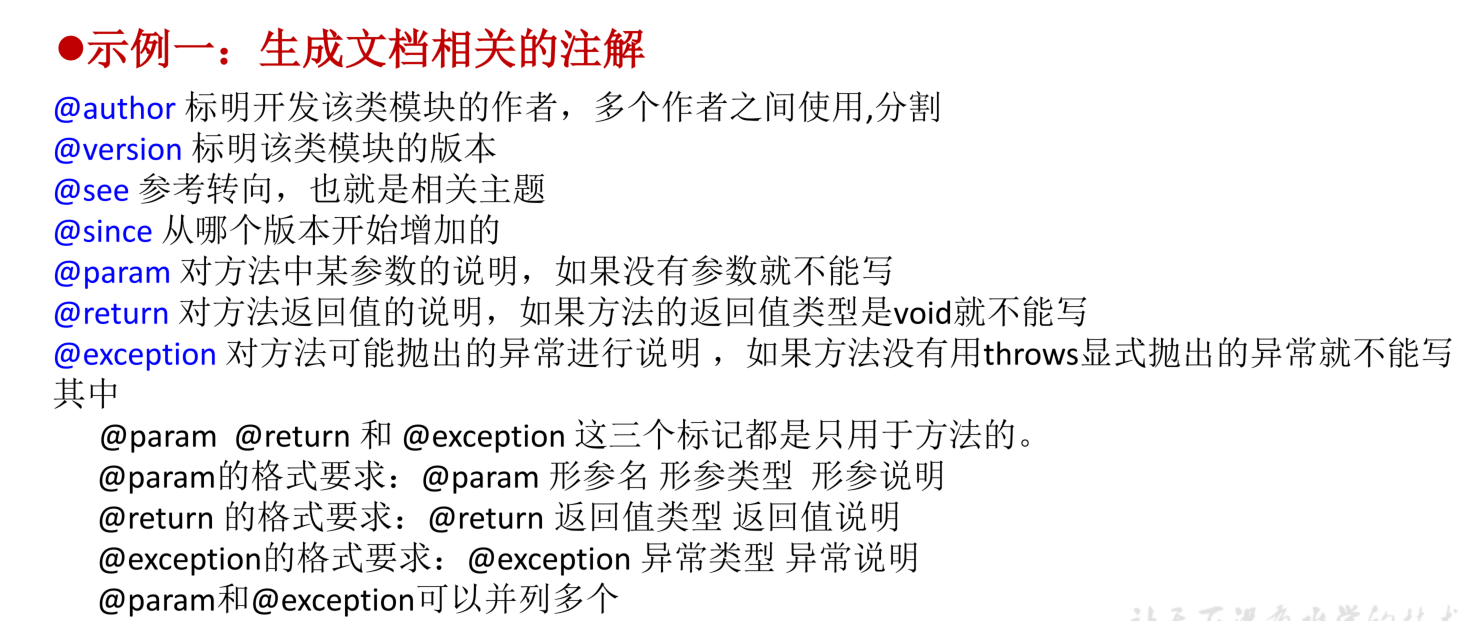 ●示例一：生成文档相关的注解
@author 标明开发该类模块的作者，多个作者之间使用,分割
@version 标明该类模块的版本
@see 参考转向，也就是相关主题
@since 从哪个版本开始增加的
@param 对方法中某参数的说明，如果没有参数就不能写
@return 对方法返回值的说明，如果方法的返回值类型是void就不能写
@exception 对方法可能抛出的异常进行说明 ，如果方法没有用throws显式抛出的异常就不能写
其中
@param  @return 和 @exception 这三个标记都是只用于方法的。
@param的格式要求：@param 形参名 形参类型  形参说明
@return 的格式要求：@return 返回值类型 返回值说明
@exception的格式要求：@exception 异常类型 异常说明
@param和@exception可以并列多个